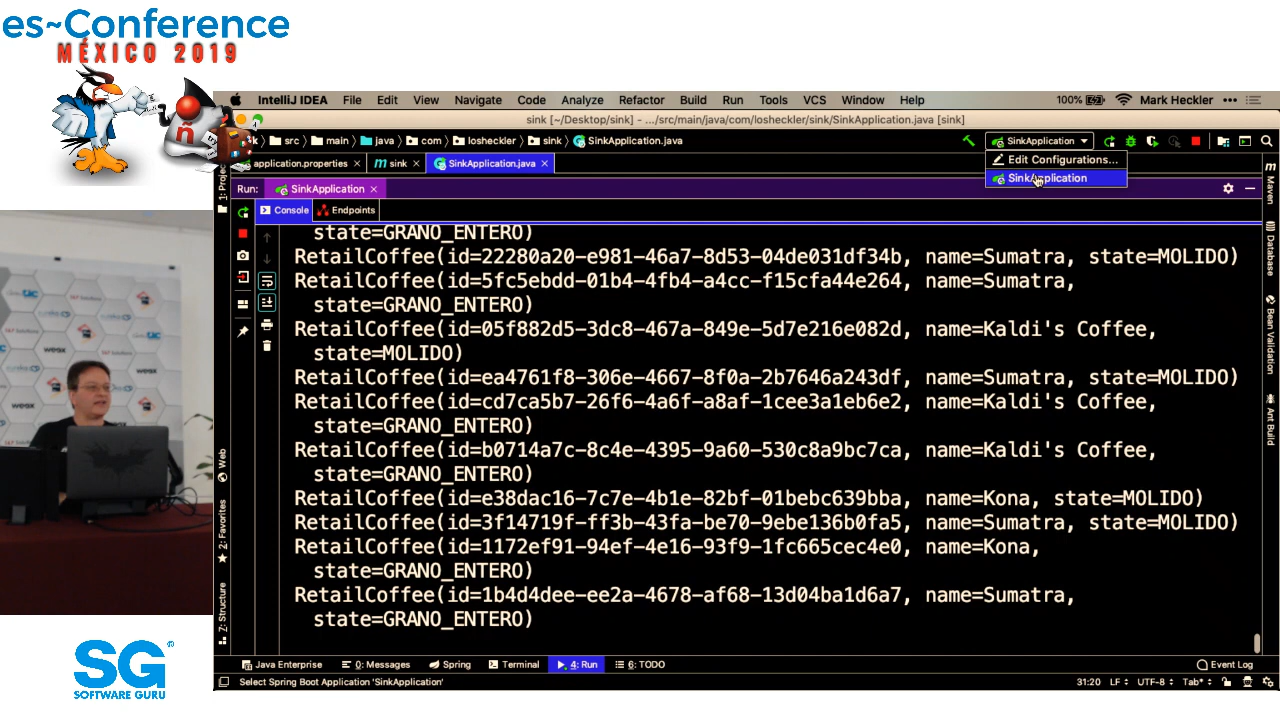 es~Conference
MÉXICO 2019
ñ
IntelliJ IDEA File Edit View Navigate Code Analyze Refactor Build Run Tools VCS Window Help 100% Mark Heckler
sink [~/Desktop/sink] - .../src/main/java/com/losheckler/sink/SinkApplication.java [sink]
k src main java com losheckler sink SinkApplication.java SinkApplication
application.properties sink SinkApplication.java
Edit Configurations...
SinkApplication
Run: SinkApplication
Console Endpoints
state=GRANO_ENTERO)
RetailCoffee(id=22280a20-e981-46a7-8d53-04de031df34b, name=Sumatra, state=MOLIDO)
RetailCoffee(id=5fc5ebdd-01b4-4fb4-a4cc-f15cfa44e264, name=Sumatra,
state=GRANO_ENTERO)
RetailCoffee(id=05f882d5-3dc8-467a-849e-5d7e216e082d, name=Kaldi's Coffee,
state=MOLIDO)
RetailCoffee(id=ea4761f8-306e-4667-8f0a-2b7646a243df, name=Sumatra, state=MOLIDO)
RetailCoffee(id=cd7ca5b7-26f6-4a6f-a8af-1cee3a1eb6e2, name=Kaldi's Coffee,
state=GRANO_ENTERO)
RetailCoffee(id=b0714a7c-8c4e-4395-9a60-530c8a9bc7ca, name=Kaldi's Coffee,
state=GRANO_ENTERO)
RetailCoffee(id=e38dac16-7c7e-4b1e-82bf-01bebc639bba, name=Kona, state=MOLIDO)
RetailCoffee(id=3f14719f-ff3b-43fa-be70-9ebe136b0fa5, name=Sumatra, state=MOLIDO)
RetailCoffee(id=1172ef91-94ef-4e16-93f9-1fc665cec4e0, name=Kona,
state=GRANO_ENTERO)
RetailCoffee(id=1b4d4dee-ee2a-4678-af68-13d04ba1d6a7, name=Sumatra,
state=GRANO_ENTERO)
1: Project
Web
2: Favorites
Z: Structure
Maven
Database
Bean Validation
Ant Build
Java Enterprise 0: Messages Spring Terminal 4: Run 6: TODO Event Log
Select Spring Boot Application 'SinkApplication' 31:20 LF UTF-8 Tab*
weax
weax
SG
SOFTWARE GURU